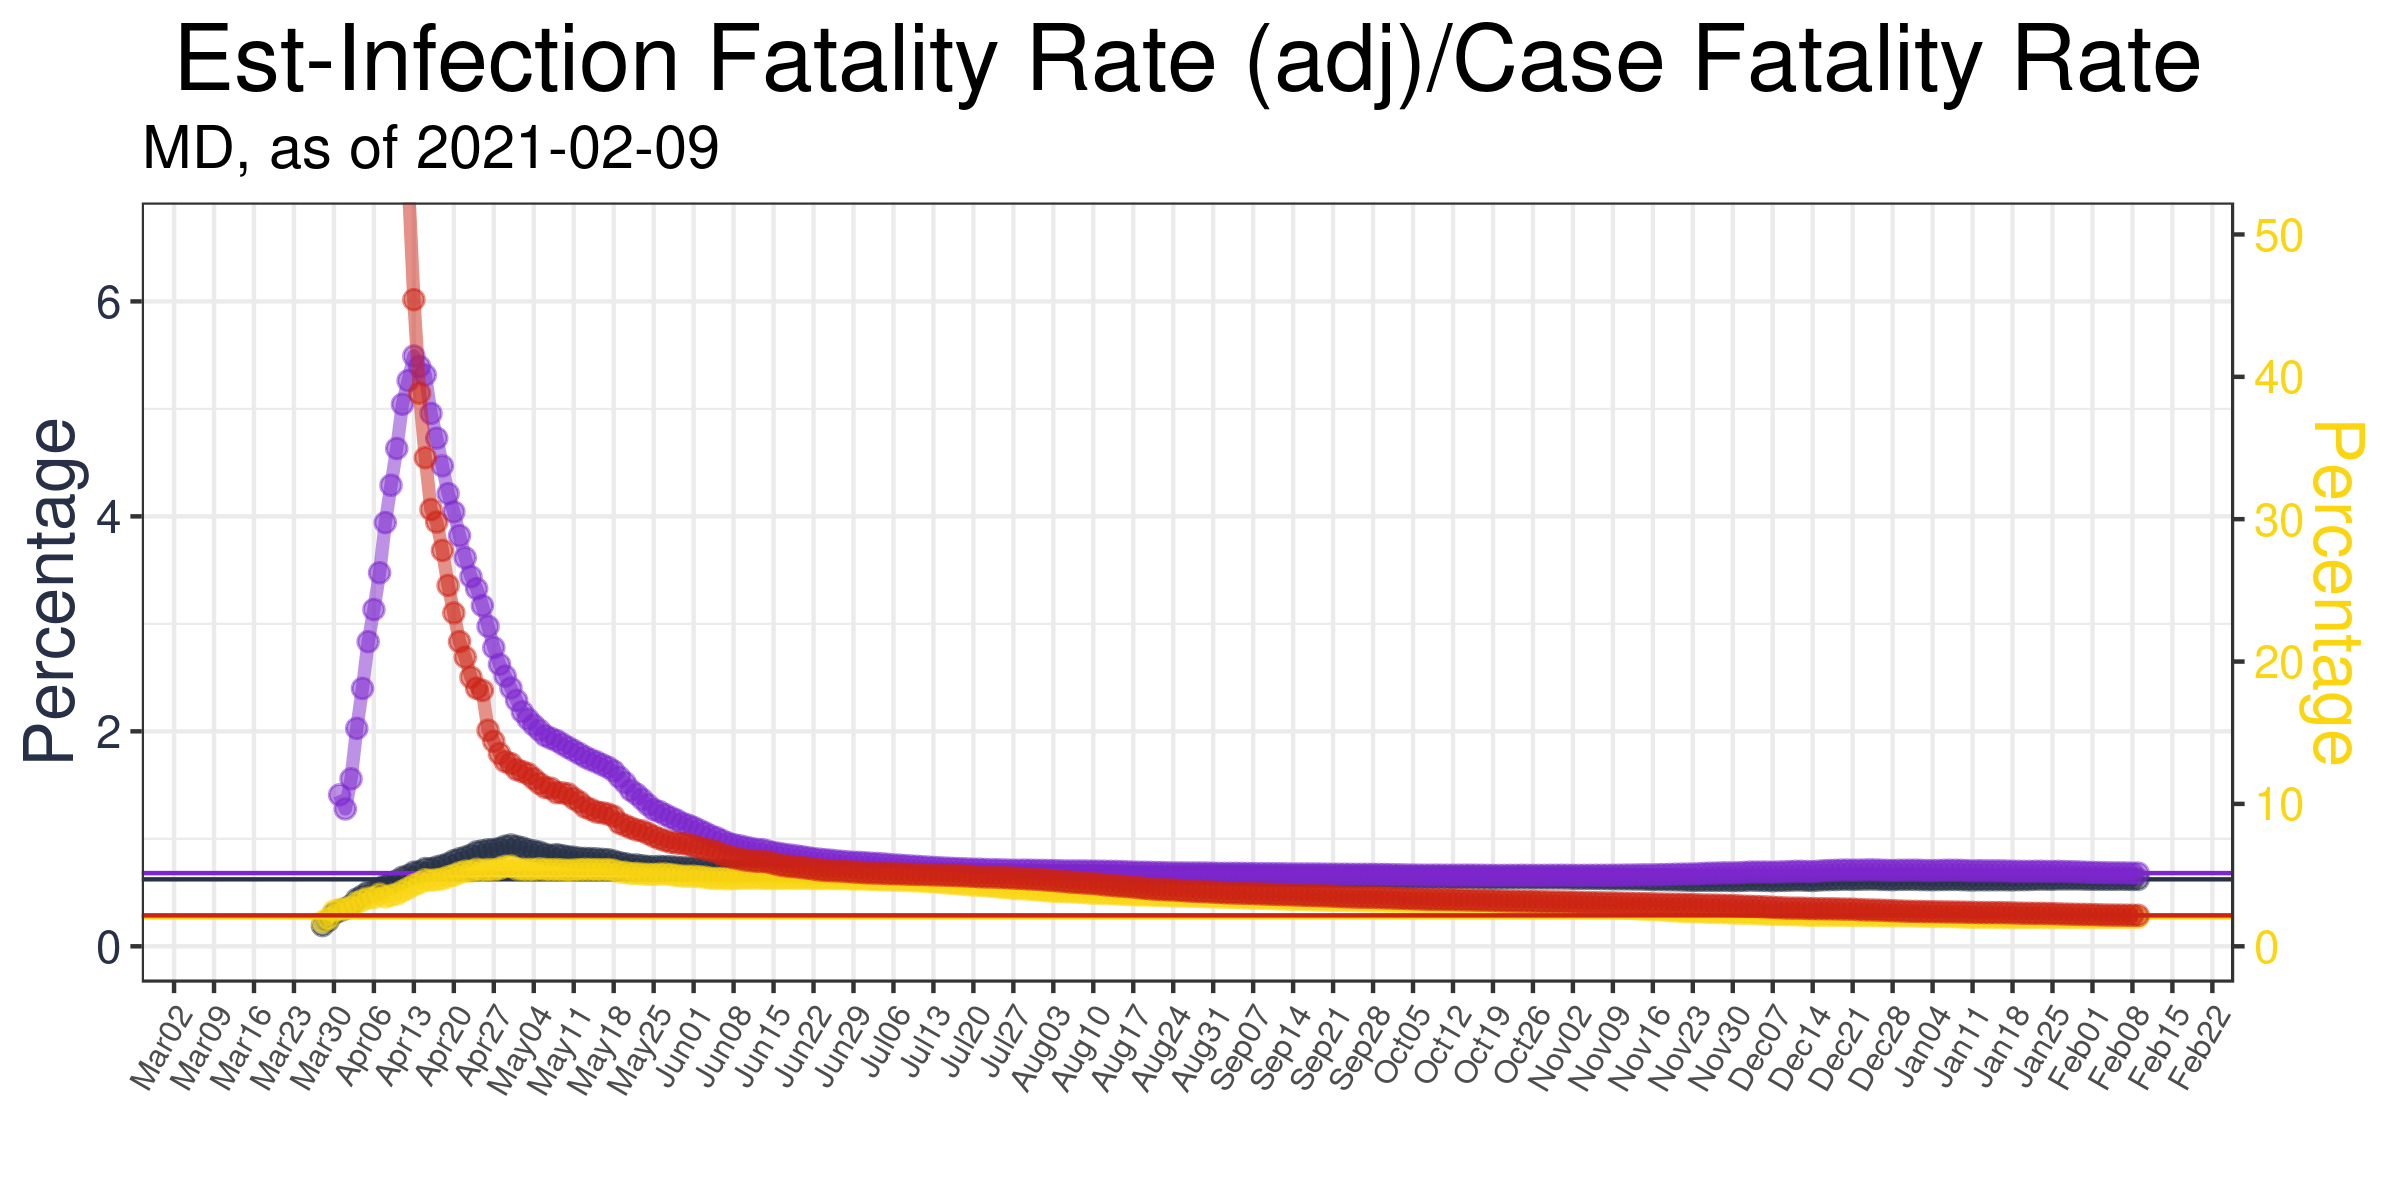 Est-Infection Fatality Rate (adj)/Case Fatality Rate
MD, as of 2021-02-09
Percentage
6
4
2
0
50
40
30
20
10
0
Percentage
Mar02 Mar09 Mar16 Mar23 Mar30 Apr06 Apr13 Apr20 Apr27 May04 May11 May18 May25 Jun01 Jun08 Jun15 Jun22 Jun29 Jul06 Jul13 Jul20 Jul27 Aug03 Aug10 Aug17 Aug24 Aug31 Sep07 Sep14 Sep21 Sep28 Oct05 Oct12 Oct19 Oct26 Nov02 Nov09 Nov16 Nov23 Nov30 Dec07 Dec14 Dec21 Dec28 Jan04 Jan11 Jan18 Jan25 Feb01 Feb08 Feb15 Feb22